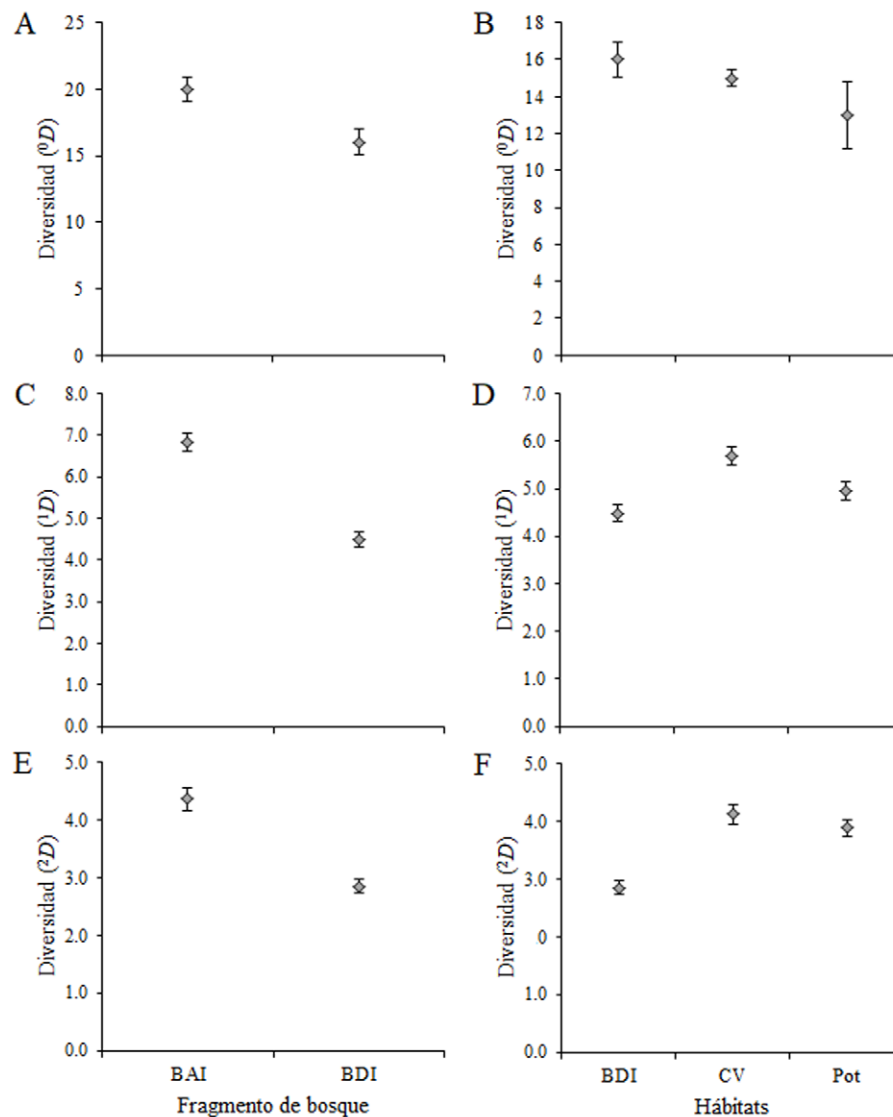 A
Diversidad (⁰D)
25
20
15
10
5
0
B
Diversidad (⁰D)
18
16
14
12
10
8
6
4
2
0
C
Diversidad (¹D)
8.0
7.0
6.0
5.0
4.0
3.0
2.0
1.0
0.0
D
Diversidad (¹D)
7.0
6.0
5.0
4.0
3.0
2.0
1.0
0.0
E
Diversidad (²D)
5.0
4.0
3.0
2.0
1.0
0.0
BAI BDI
Fragmento de bosque
F
Diversidad (²D)
5.0
4.0
3.0
0
1.0
0.0
BDI CV Pot
Hábitats